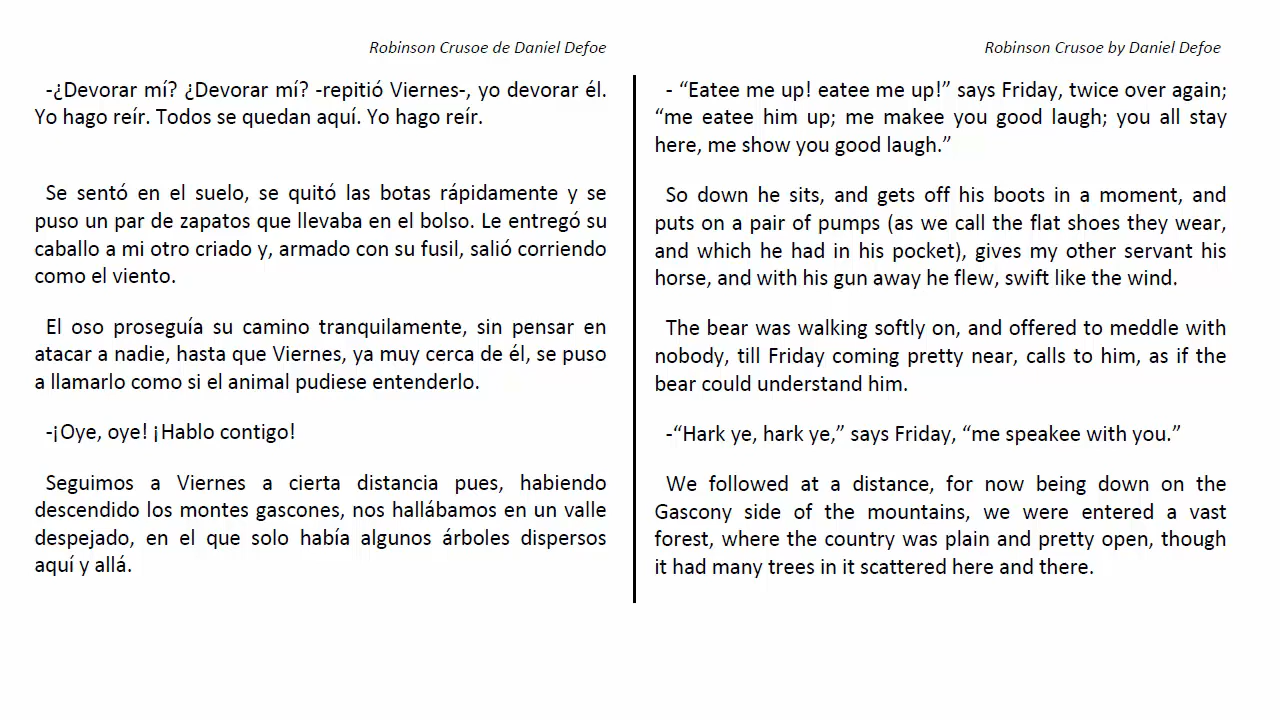 Robinson Crusoe de Daniel Defoe
-¿Devorar mí? ¿Devorar mí? -repitió Viernes-, yo devorar él.
Yo hago reír. Todos se quedan aquí. Yo hago reír.
Se sentó en el suelo, se quitó las botas rápidamente y se
puso un par de zapatos que llevaba en el bolso. Le entregó su
caballo a mi otro criado y, armado con su fusil, salió corriendo
como el viento.
El oso proseguía su camino tranquilamente, sin pensar en
atacar a nadie, hasta que Viernes, ya muy cerca de él, se puso
a llamarlo como si el animal pudiese entenderlo.
-¡Oye, oye! ¡Hablo contigo!
Seguimos a Viernes a cierta distancia pues, habiendo
descendido los montes gascones, nos hallábamos en un valle
despejado, en el que solo había algunos árboles dispersos
aquí y allá.
Robinson Crusoe by Daniel Defoe
- “Eatee me up! eatee me up!” says Friday, twice over again;
“me eatee him up; me makee you good laugh; you all stay
here, me show you good laugh.”
So down he sits, and gets off his boots in a moment, and
puts on a pair of pumps (as we call the flat shoes they wear,
and which he had in his pocket), gives my other servant his
horse, and with his gun away he flew, swift like the wind.
The bear was walking softly on, and offered to meddle with
nobody, till Friday coming pretty near, calls to him, as if the
bear could understand him.
-“Hark ye, hark ye,” says Friday, “me speakee with you.”
We followed at a distance, for now being down on the
Gascony side of the mountains, we were entered a vast
forest, where the country was plain and pretty open, though
it had many trees in it scattered here and there.